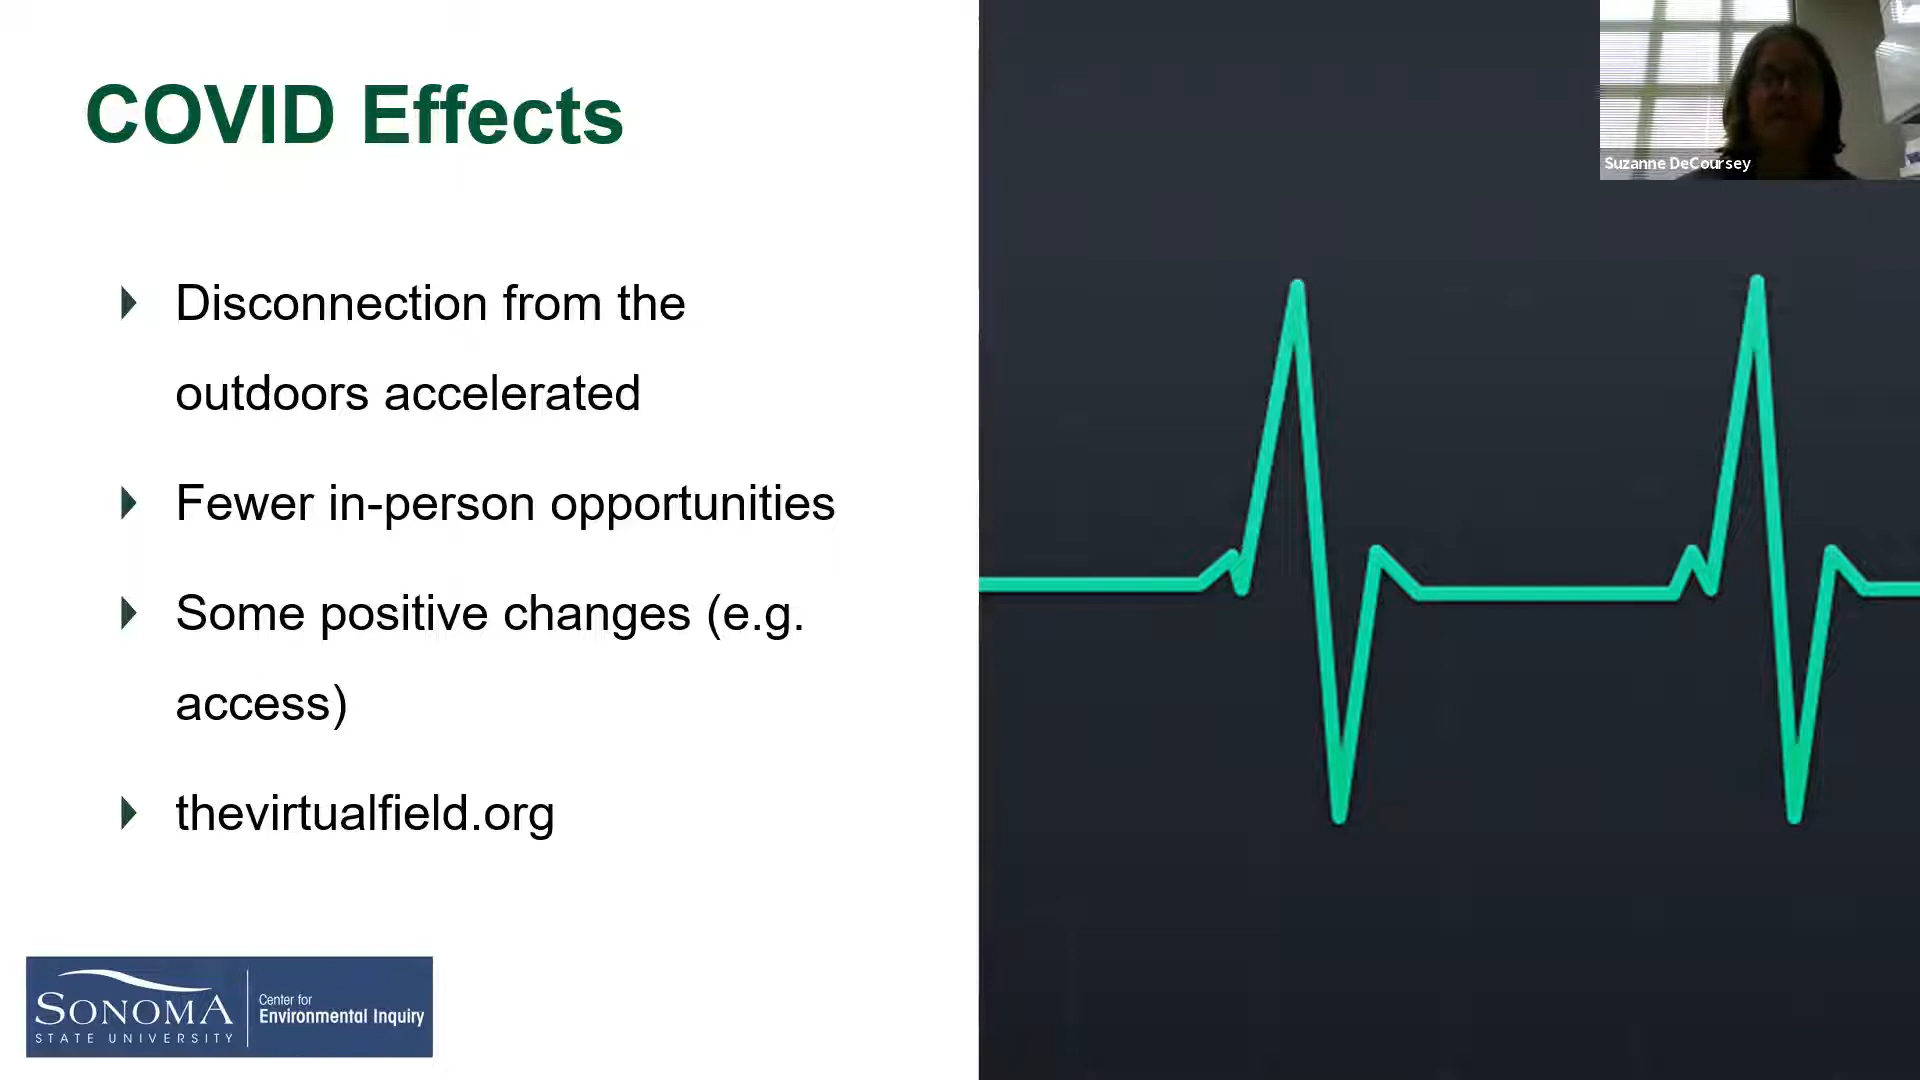 COVID Effects
Suzanne DeCoursey
Disconnection from the
outdoors accelerated
Fewer in-person opportunities
Some positive changes (e.g.
access)
thevirtualfield.org
SONOMA
STATE UNIVERSITY
Center for
Environmental Inquiry